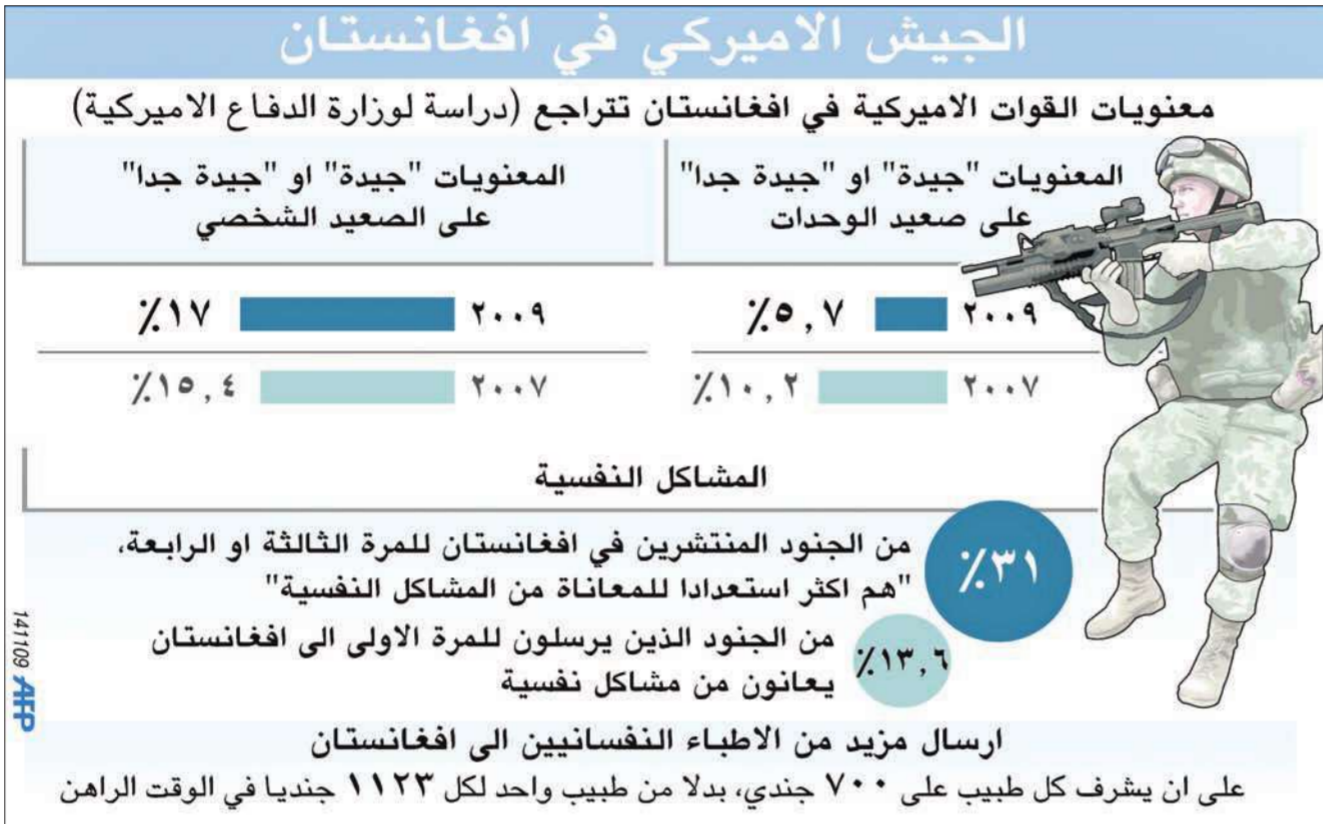 الجيش الاميركي في افغانستان
معنويات القوات الاميركية في افغانستان تتراجع (دراسة لوزارة الدفاع الاميركية)
المعنويات "جيدة" او "جيدة جدا"
على صعيد الوحدات
٢٠٠٩ ٥,٧٪
٢٠٠٧ ١٠,٢٪
المعنويات "جيدة" او "جيدة جدا"
على الصعيد الشخصي
٢٠٠٩ ١٧٪
٢٠٠٧ ١٥,٤٪
المشاكل النفسية
٣١٪
من الجنود المنتشرين في افغانستان للمرة الثالثة او الرابعة،
"هم اكثر استعدادا للمعاناة من المشاكل النفسية"
١٣,٦٪
من الجنود الذين يرسلون للمرة الاولى الى افغانستان
يعانون من مشاكل نفسية
ارسال مزيد من الاطباء النفسانيين الى افغانستان
على ان يشرف كل طبيب على ٧٠٠ جندي، بدلا من طبيب واحد لكل ١١٢٣ جنديا في الوقت الراهن
141109 AFP